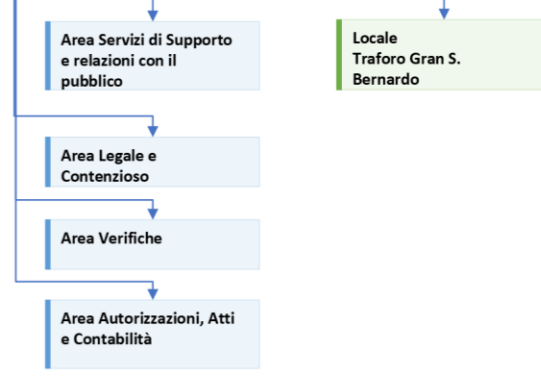 Area Servizi di Supporto
e relazioni con il
pubblico
Locale
Traforo Gran S.
Bernardo
Area Legale e
Contenzioso
Area Verifiche
Area Autorizzazioni, Atti
e Contabilità